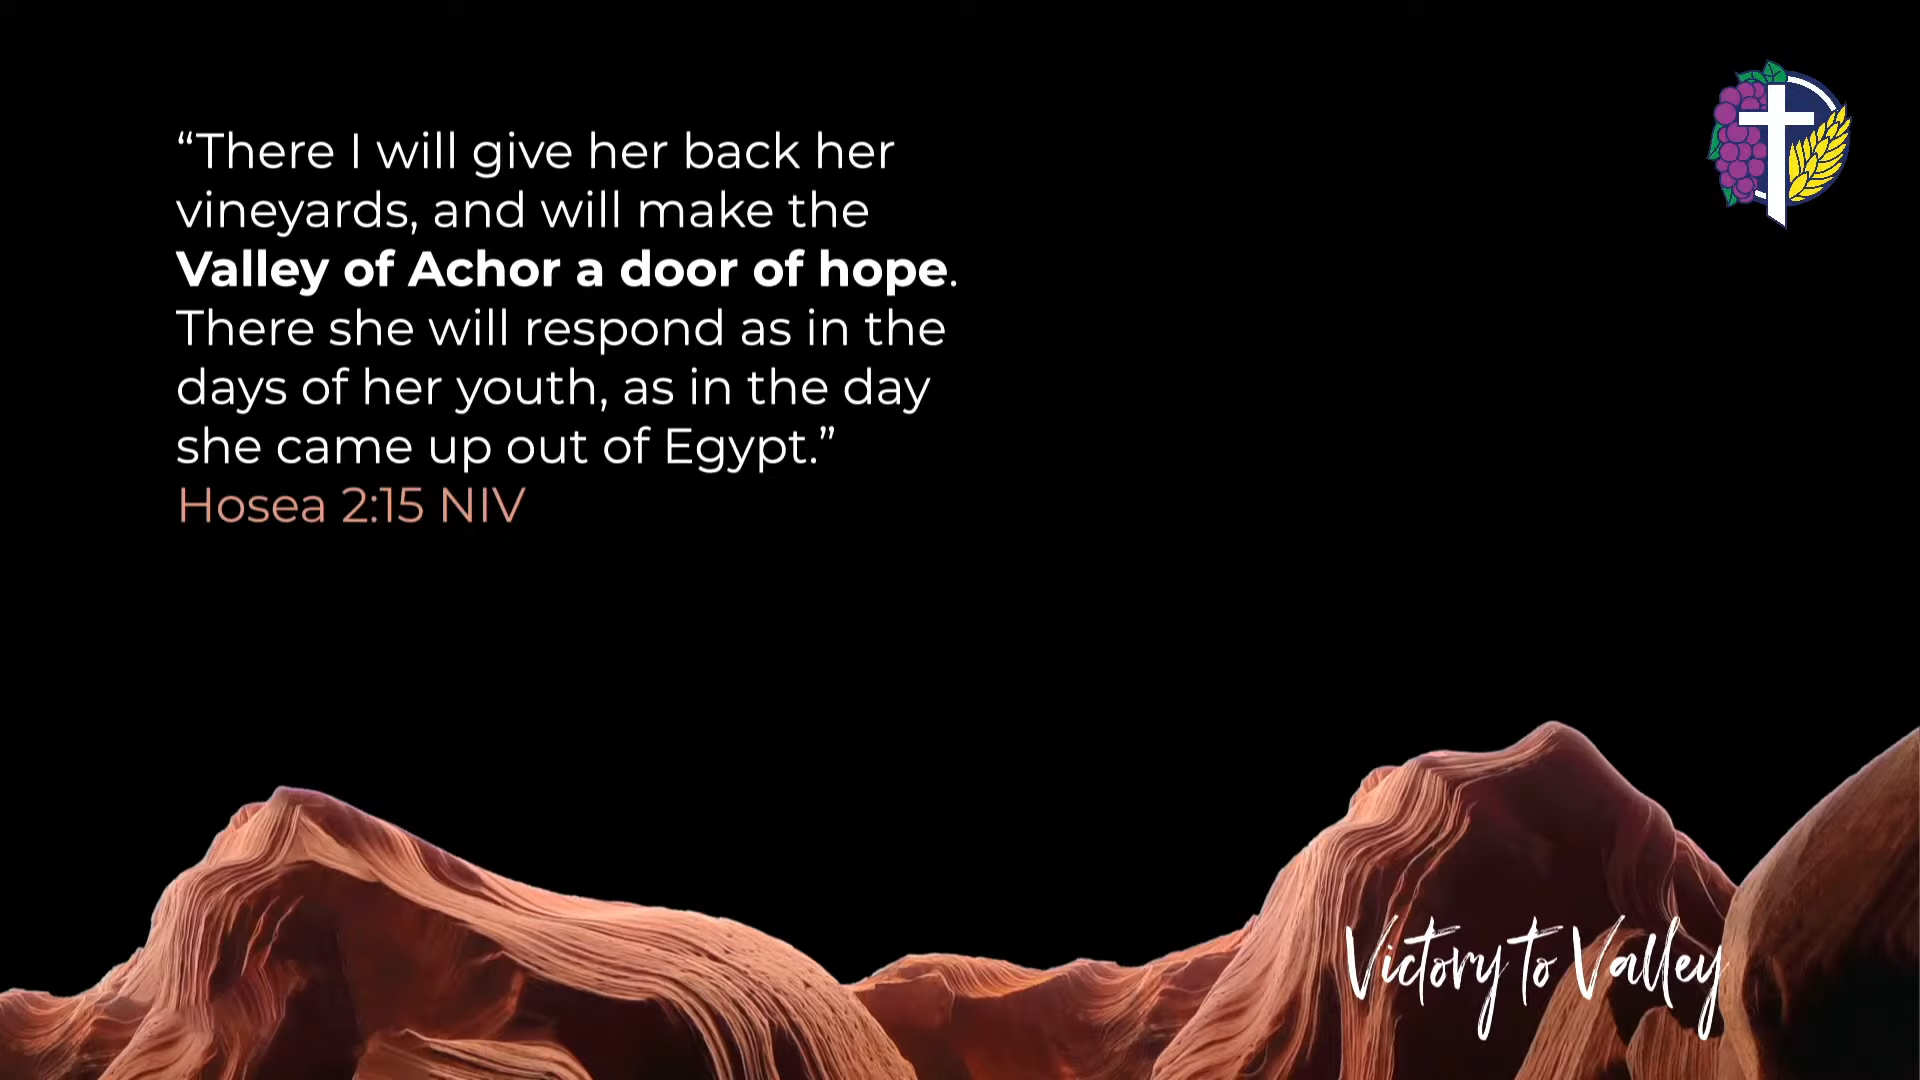 “There I will give her back her
vineyards, and will make the
Valley of Achor a door of hope.
There she will respond as in the
days of her youth, as in the day
she came up out of Egypt.”
Hosea 2:15 NIV
Victory to Valley